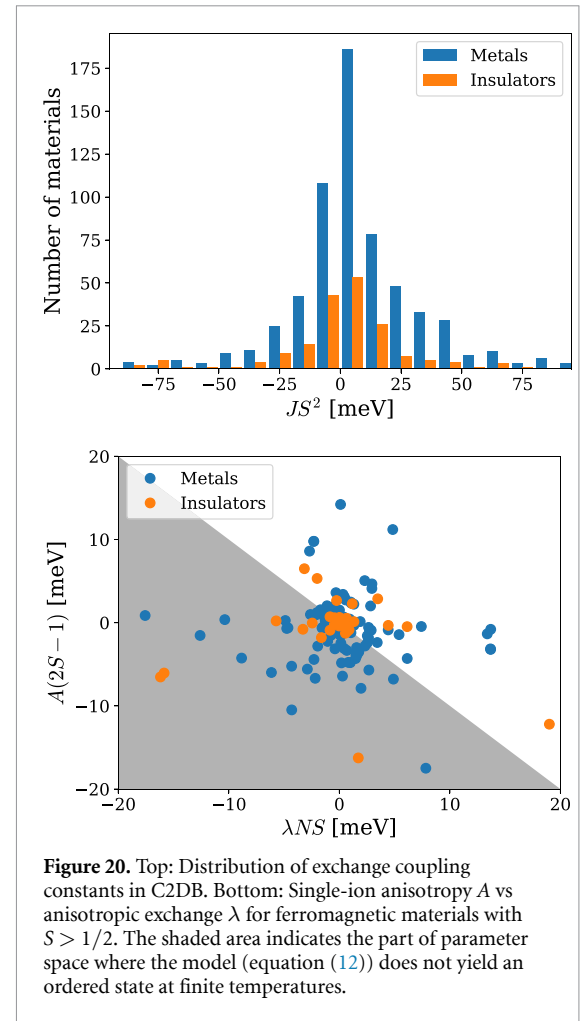 Number of materials
175
150
125
100
75
50
25
0
Metals
Insulators
−75 −50 −25 0 25 50 75
JS² [meV]
A(2S − 1) [meV]
20
10
0
−10
−20
Metals
Insulators
−20 −10 0 10 20
λNS [meV]
Figure 20. Top: Distribution of exchange coupling
constants in C2DB. Bottom: Single-ion anisotropy A vs
anisotropic exchange λ for ferromagnetic materials with
S > 1/2. The shaded area indicates the part of parameter
space where the model (equation (12)) does not yield an
ordered state at finite temperatures.